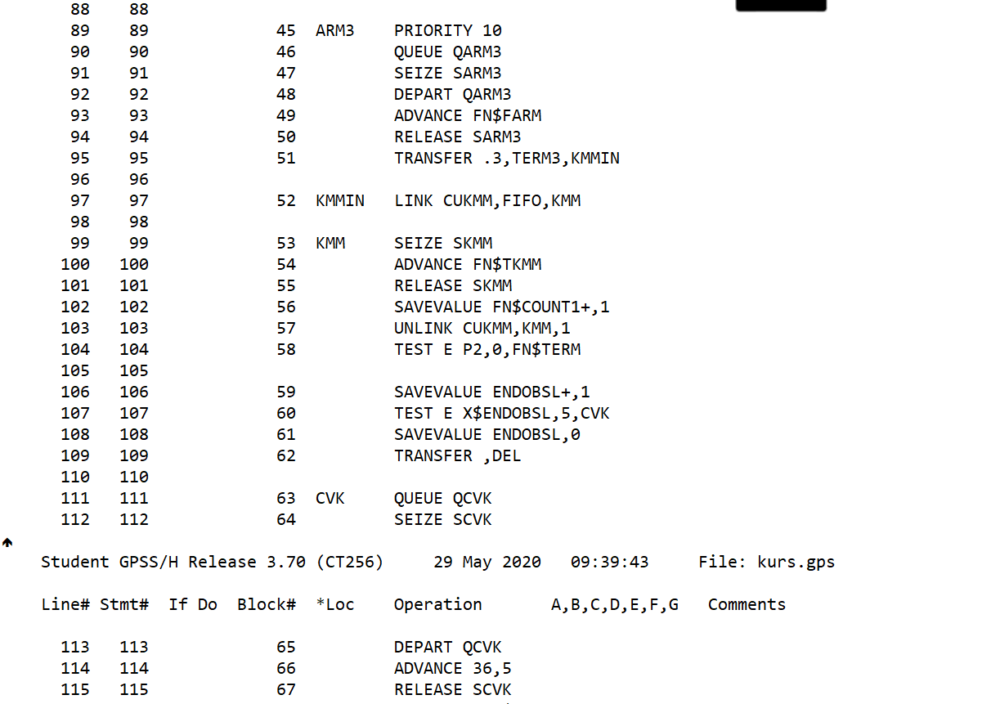 88 88
89 89 45 ARM3 PRIORITY 10
90 90 46 QUEUE QARM3
91 91 47 SEIZE SARM3
92 92 48 DEPART QARM3
93 93 49 ADVANCE FN$FARM
94 94 50 RELEASE SARM3
95 95 51 TRANSFER .3,TERM3,KMMIN
96 96
97 97 52 KMMIN LINK CUKMM,FIFO,KMM
98 98
99 99 53 KMM SEIZE SKMM
100 100 54 ADVANCE FN$TKMM
101 101 55 RELEASE SKMM
102 102 56 SAVEVALUE FN$COUNT1+,1
103 103 57 UNLINK CUKMM,KMM,1
104 104 58 TEST E P2,0,FN$TERM
105 105
106 106 59 SAVEVALUE ENDOBSL+,1
107 107 60 TEST E X$ENDOBSL,5,CVK
108 108 61 SAVEVALUE ENDOBSL,0
109 109 62 TRANSFER ,DEL
110 110
111 111 63 CVK QUEUE QCVK
112 112 64 SEIZE SCVK
Student GPSS/H Release 3.70 (CT256) 29 May 2020 09:39:43 File: kurs.gps
Line# Stmt# If Do Block# *Loc Operation A,B,C,D,E,F,G Comments
113 113 65 DEPART QCVK
114 114 66 ADVANCE 36,5
115 115 67 RELEASE SCVK